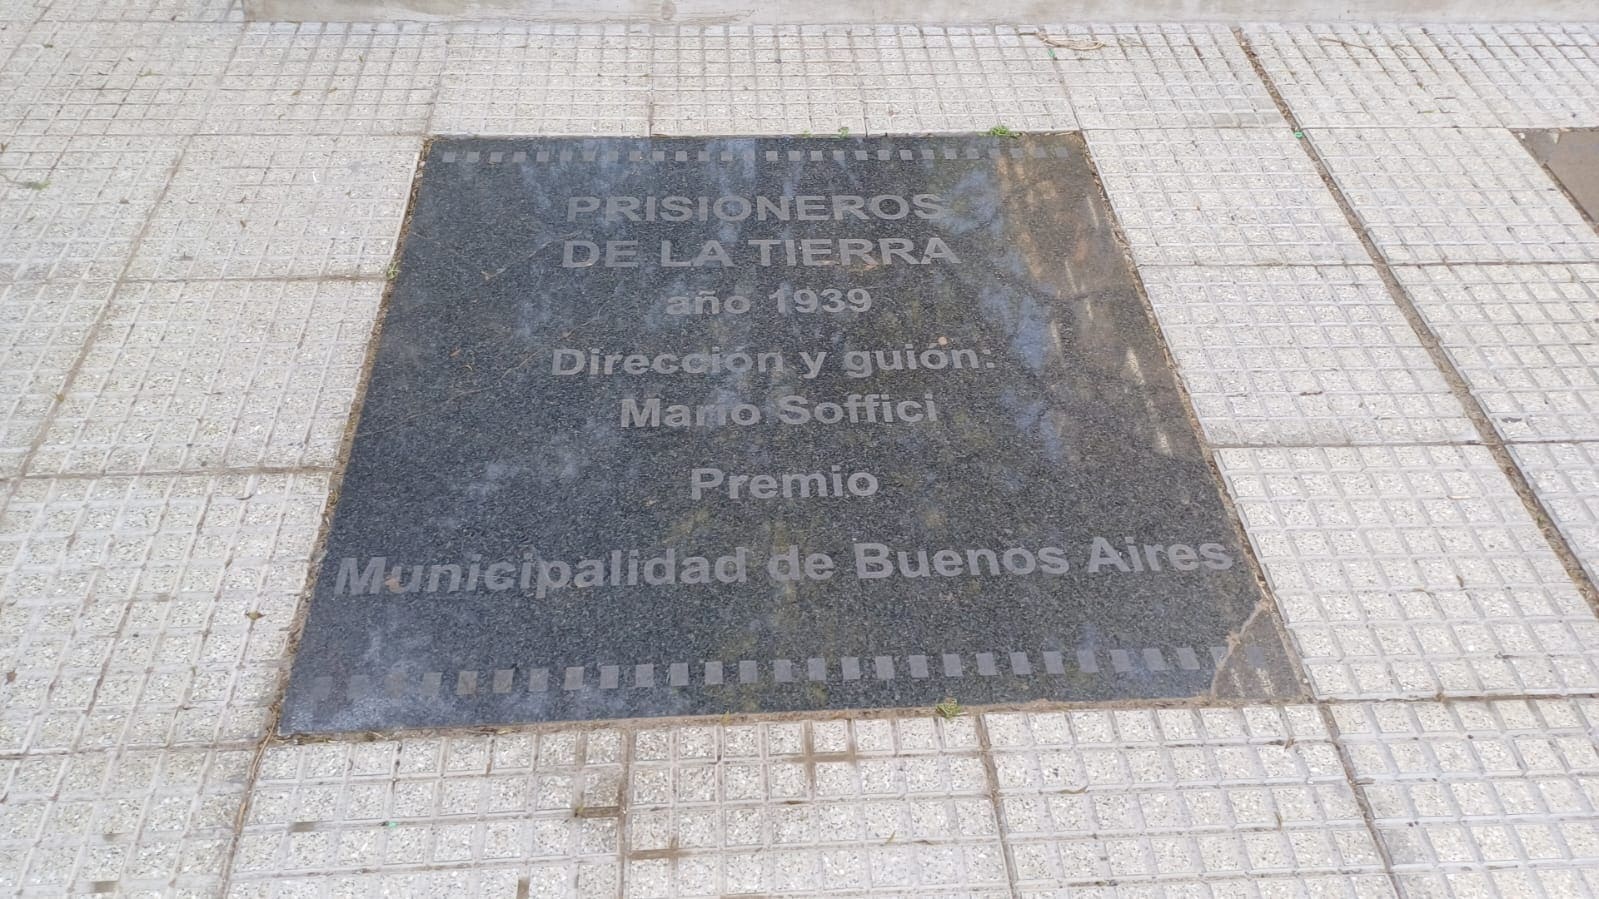 PRISIONEROS
DE LA TIERRA
año 1939
Dirección y guión:
Mario Soffici
Premio
Municipalidad de Buenos Aires